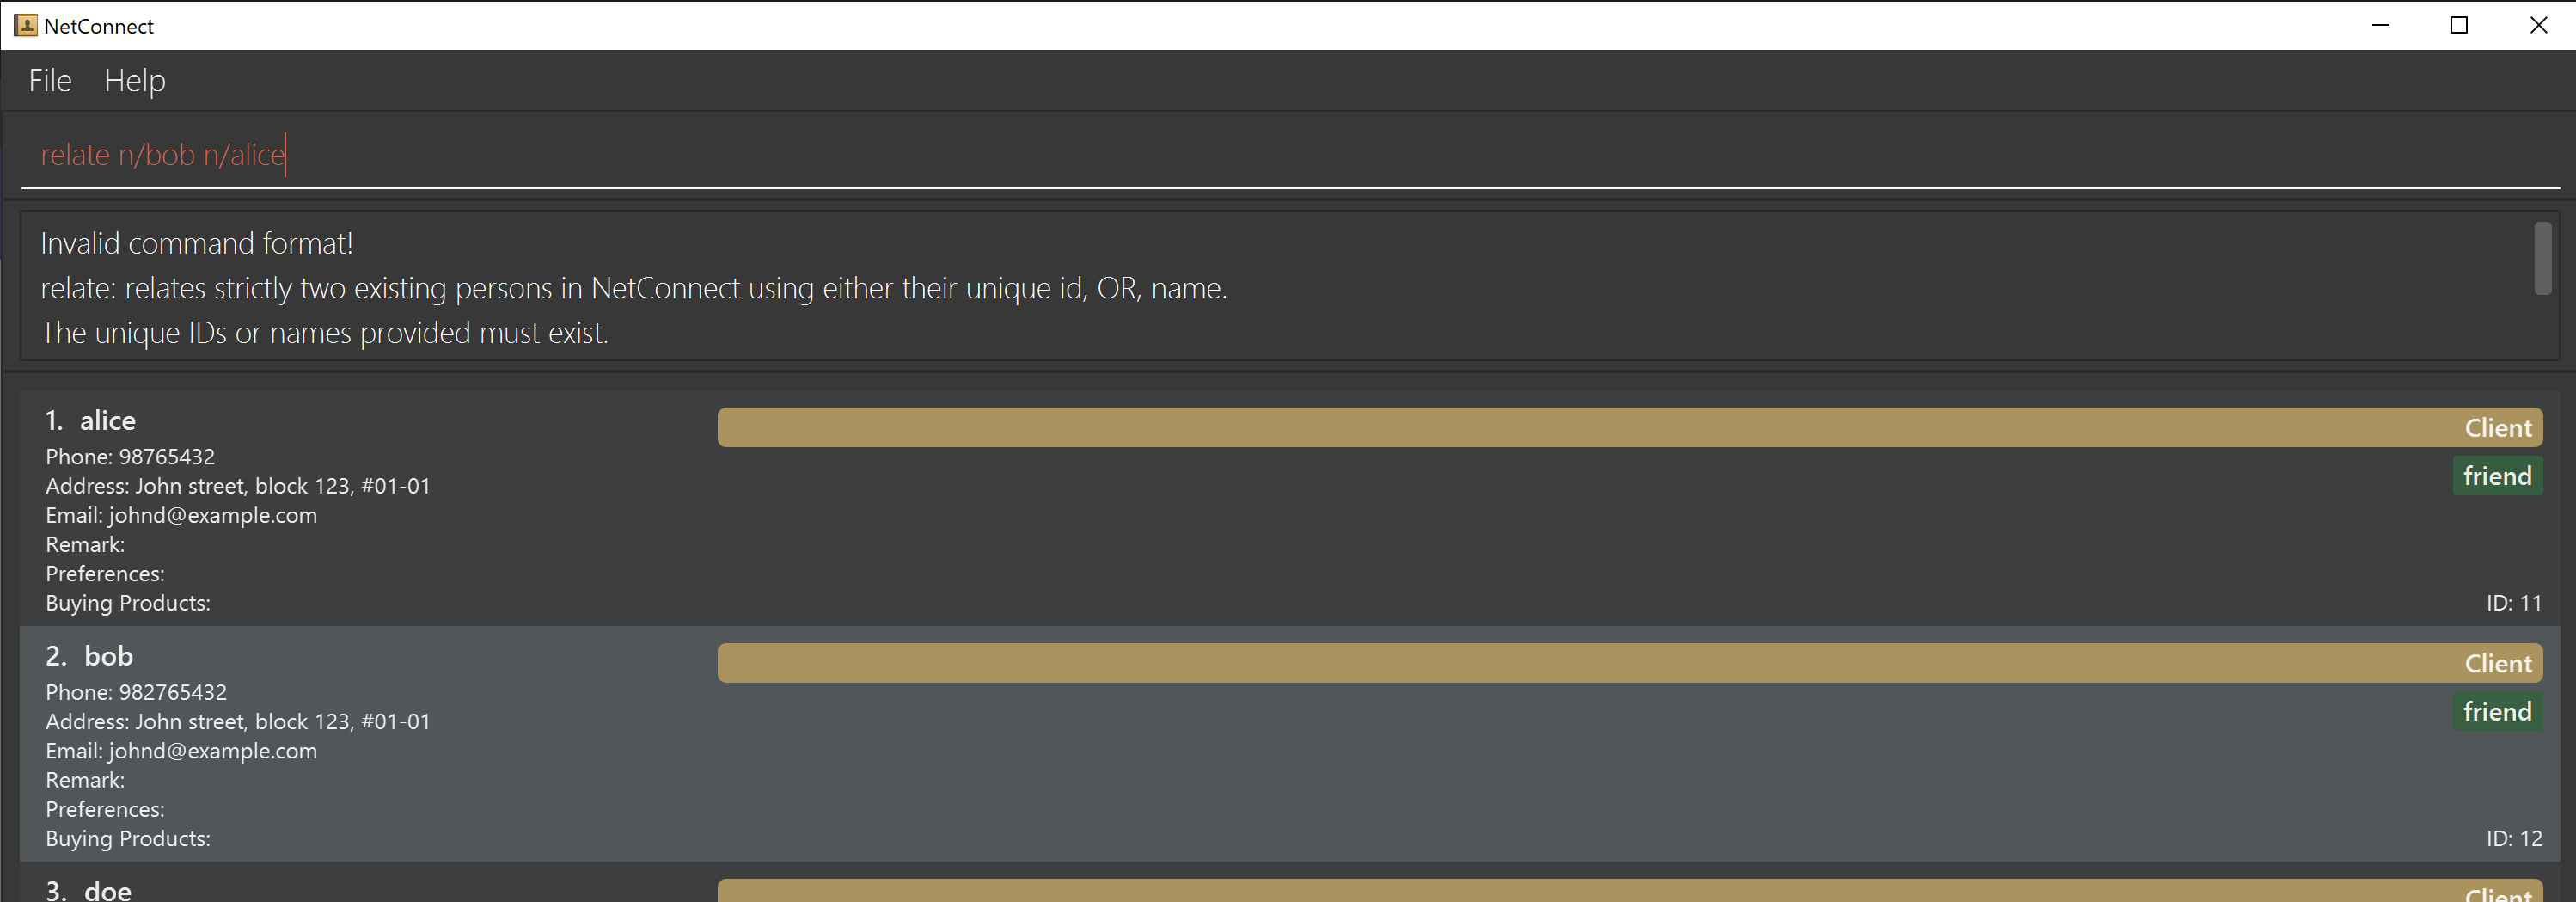 NetConnect
File Help
relate n/bob n/alice
Invalid command format!
relate: relates strictly two existing persons in NetConnect using either their unique id, OR, name.
The unique IDs or names provided must exist.
1. alice
Client
Phone: 98765432
friend
Address: John street, block 123, #01-01
Email: johnd@example.com
Remark:
Preferences:
Buying Products:
ID: 11
2. bob
Client
Phone: 982765432
friend
Address: John street, block 123, #01-01
Email: johnd@example.com
Remark:
Preferences:
Buying Products:
ID: 12
3. doe
Client